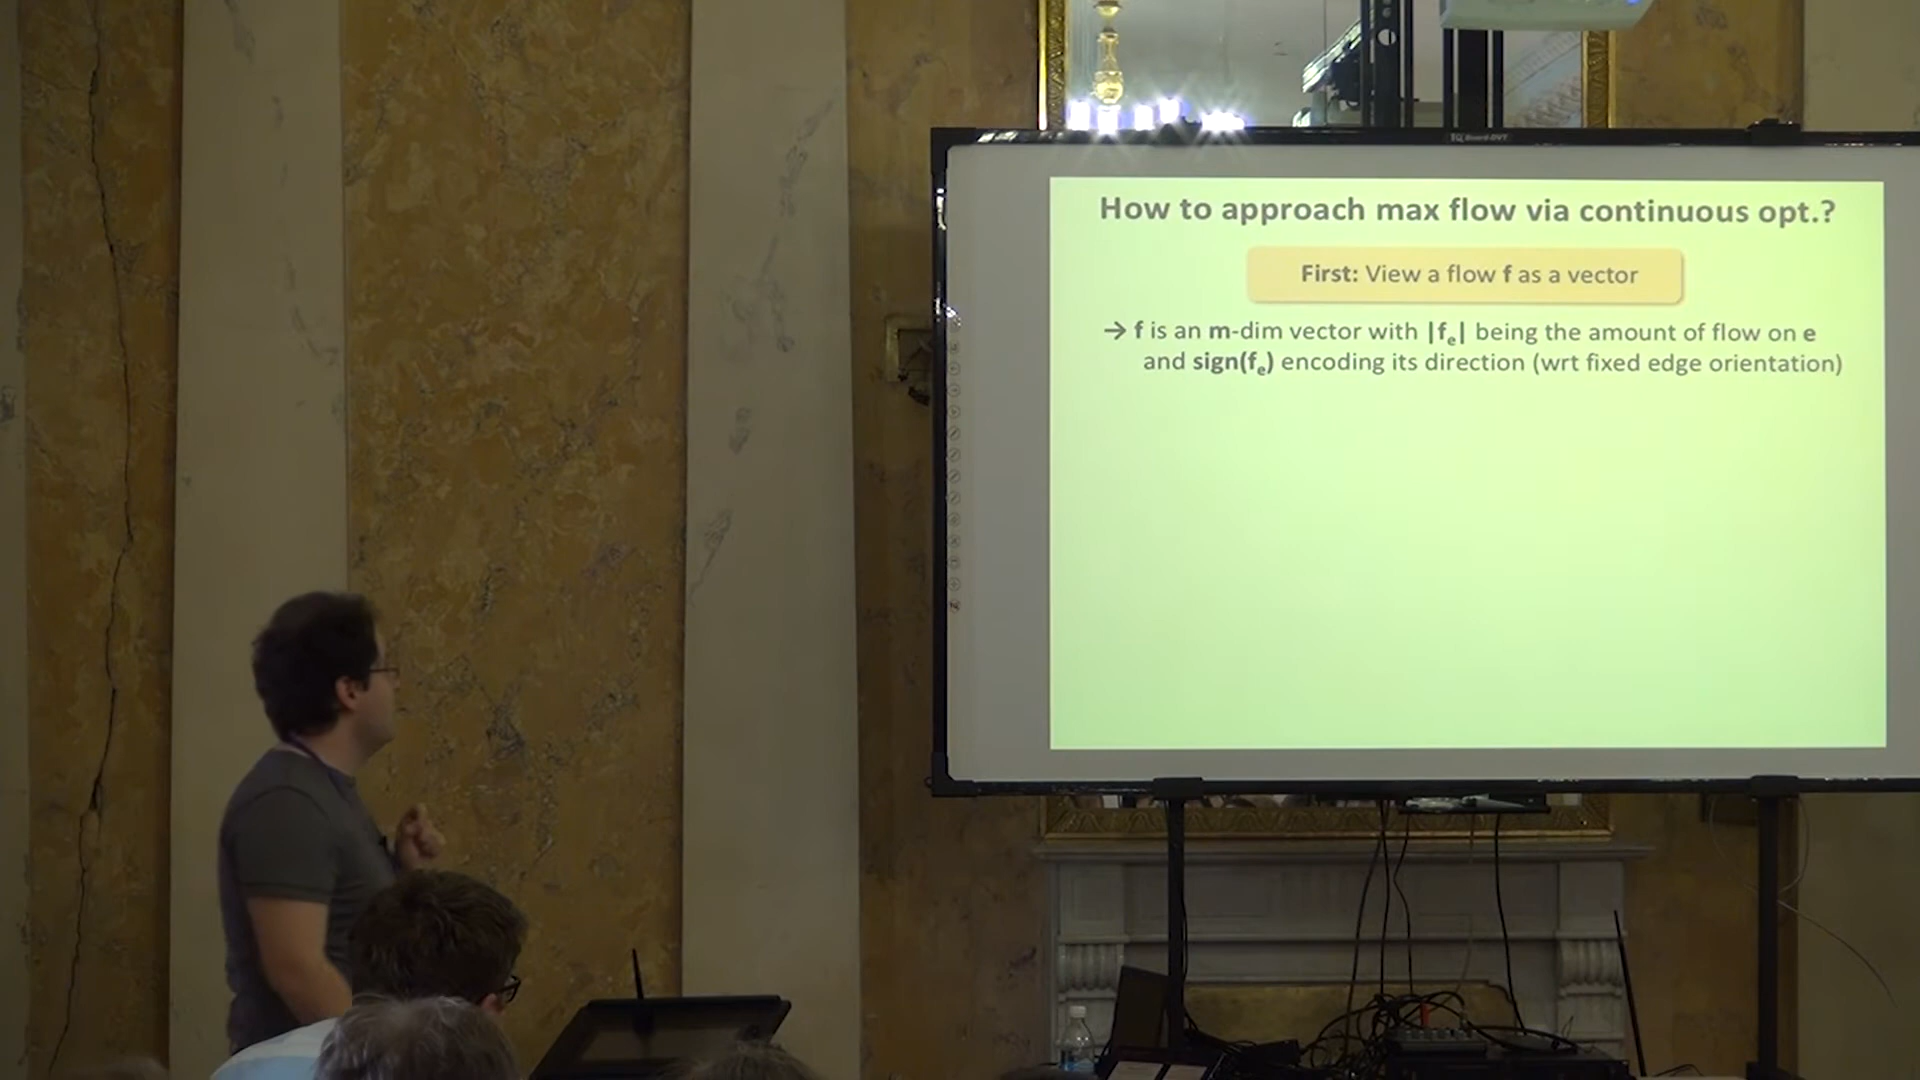 How to approach max flow via continuous opt.?
First: View a flow f as a vector
→ f is an m-dim vector with |fₑ| being the amount of flow on e
and sign(fₑ) encoding its direction (wrt fixed edge orientation)